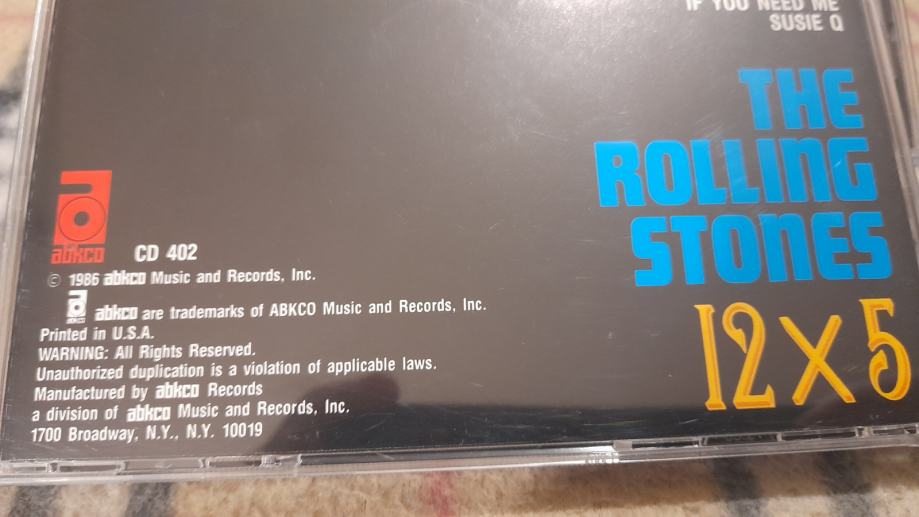 IF YOU NEED ME
SUSIE Q
THE
ROLLING
STONES
12 X 5
abkco
CD 402
© 1986 abkco Music and Records, Inc.
abkco abkco are trademarks of ABKCO Music and Records, Inc.
Printed in U.S.A.
WARNING: All Rights Reserved.
Unauthorized duplication is a violation of applicable laws.
Manufactured by abkco Records
a division of abkco Music and Records, Inc.
1700 Broadway, N.Y., N.Y. 10019